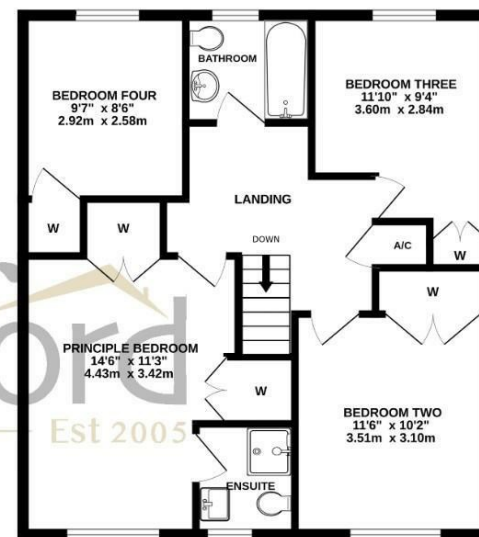 BATHROOM
BEDROOM FOUR
9'7" x 8'6"
2.92m x 2.58m
BEDROOM THREE
11'10" x 9'4"
3.60m x 2.84m
LANDING
W
W
DOWN
A/C
W
W
PRINCIPLE BEDROOM
14'6" x 11'3"
4.43m x 3.42m
W
BEDROOM TWO
11'6" x 10'2"
3.51m x 3.10m
ord
Est 2005
ENSUITE